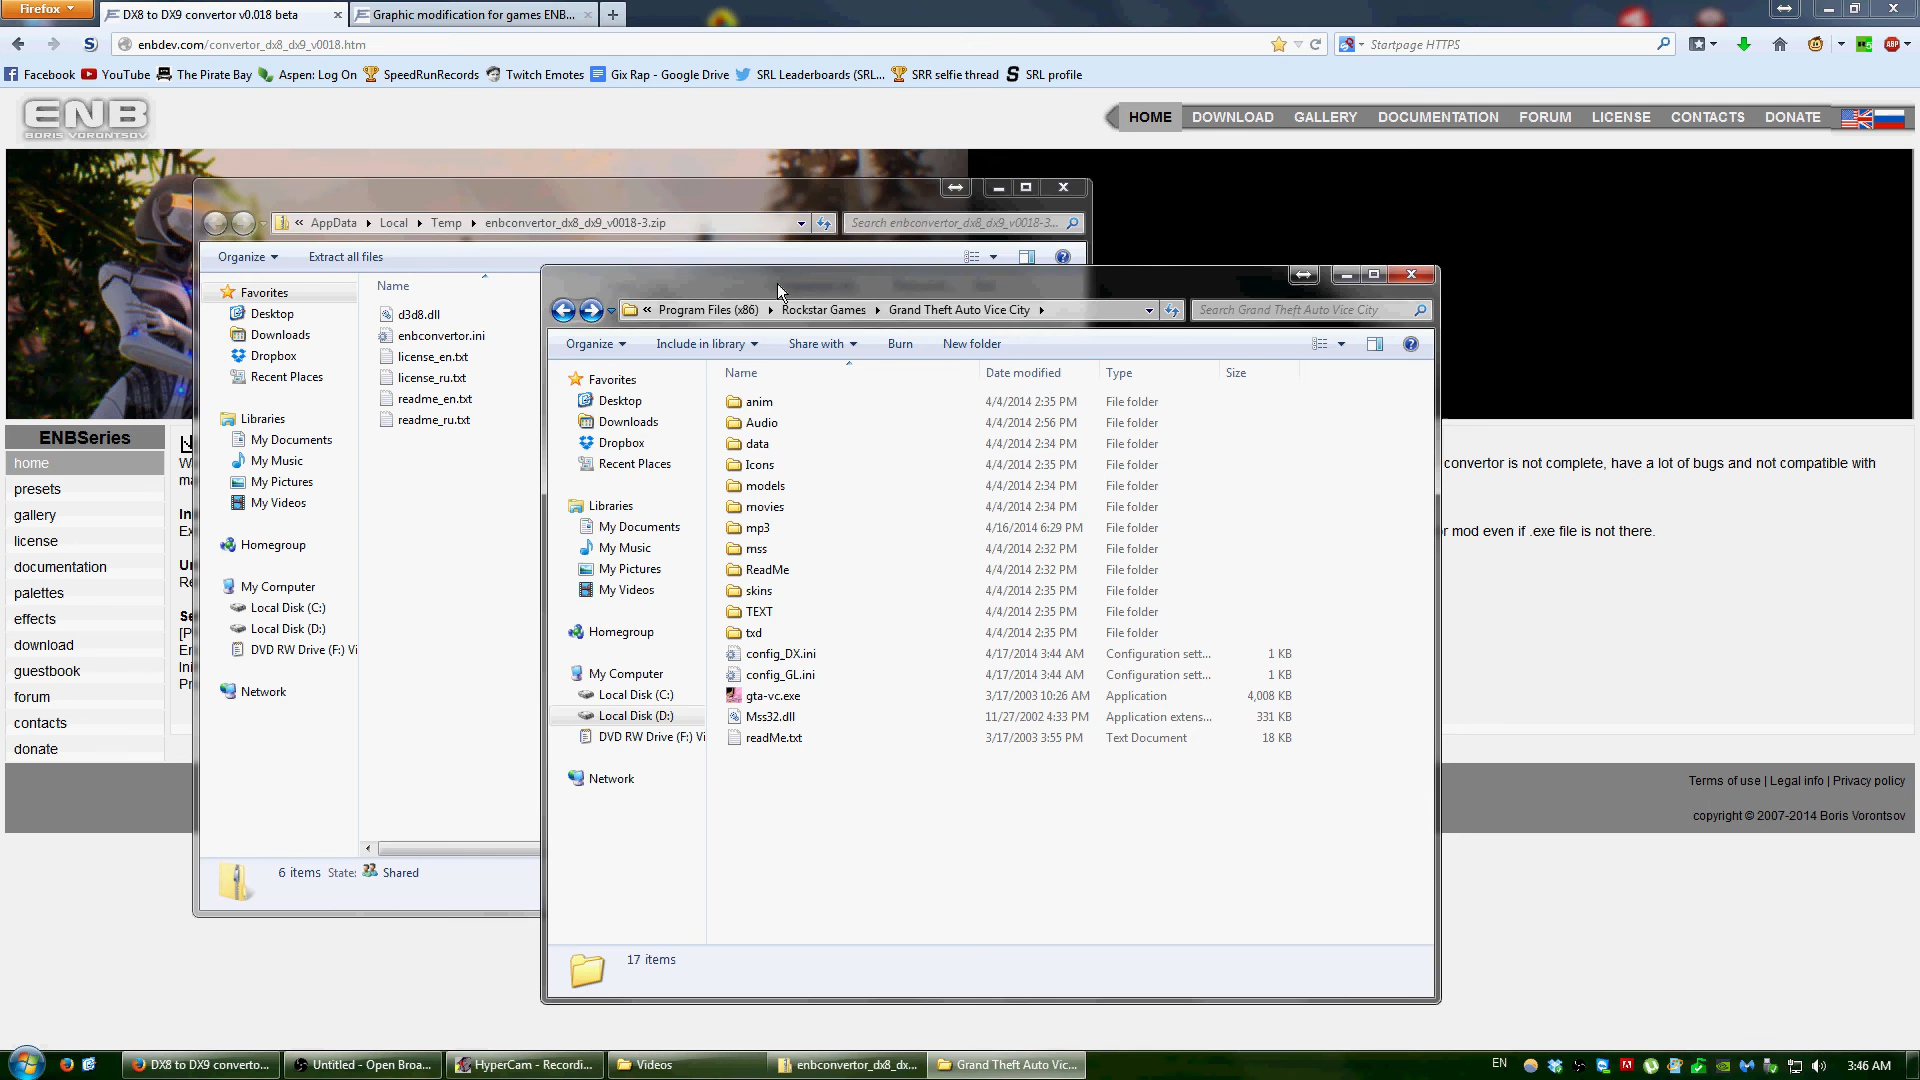 Firefox
DX8 to DX9 convertor v0.018 beta
Graphic modification for games ENB...
enbdev.com/convertor_dx8_dx9_v0018.htm
Startpage HTTPS
Facebook
YouTube
The Pirate Bay
Aspen: Log On
SpeedRunRecords
Twitch Emotes
Gix Rap - Google Drive
SRL Leaderboards (SRL...
SRR selfie thread
SRL profile
ENB
BORIS VORONTSOV
HOME
DOWNLOAD
GALLERY
DOCUMENTATION
FORUM
LICENSE
CONTACTS
DONATE
ENBSeries
home
presets
gallery
license
documentation
palettes
effects
download
guestbook
forum
contacts
donate
convertor is not complete, have a lot of bugs and not compatible with
r mod even if .exe file is not there.
Terms of use | Legal info | Privacy policy
copyright © 2007-2014 Boris Vorontsov
« AppData Local Temp enbconvertor_dx8_dx9_v0018-3.zip
Search enbconvertor_dx8_dx9_v0018-3...
Organize
Extract all files
Favorites
Desktop
Downloads
Dropbox
Recent Places
Libraries
My Documents
My Music
My Pictures
My Videos
Homegroup
My Computer
Local Disk (C:)
Local Disk (D:)
DVD RW Drive (F:) Vi
Network
Name
d3d8.dll
enbconvertor.ini
license_en.txt
license_ru.txt
readme_en.txt
readme_ru.txt
6 items State: Shared
« Program Files (x86) Rockstar Games Grand Theft Auto Vice City
Search Grand Theft Auto Vice City
Organize
Include in library
Share with
Burn
New folder
Favorites
Desktop
Downloads
Dropbox
Recent Places
Libraries
My Documents
My Music
My Pictures
My Videos
Homegroup
My Computer
Local Disk (C:)
Local Disk (D:)
DVD RW Drive (F:) Vi
Network
Name Date modified Type Size
anim 4/4/2014 2:35 PM File folder
Audio 4/4/2014 2:56 PM File folder
data 4/4/2014 2:34 PM File folder
Icons 4/4/2014 2:35 PM File folder
models 4/4/2014 2:34 PM File folder
movies 4/4/2014 2:34 PM File folder
mp3 4/16/2014 6:29 PM File folder
mss 4/4/2014 2:32 PM File folder
ReadMe 4/4/2014 2:32 PM File folder
skins 4/4/2014 2:35 PM File folder
TEXT 4/4/2014 2:35 PM File folder
txd 4/4/2014 2:35 PM File folder
config_DX.ini 4/17/2014 3:44 AM Configuration sett... 1 KB
config_GL.ini 4/17/2014 3:44 AM Configuration sett... 1 KB
gta-vc.exe 3/17/2003 10:26 AM Application 4,008 KB
Mss32.dll 11/27/2002 4:33 PM Application extens... 331 KB
readMe.txt 3/17/2003 3:55 PM Text Document 18 KB
17 items
DX8 to DX9 converto...
Untitled - Open Broa...
HyperCam - Recordi...
Videos
enbconvertor_dx8_dx...
Grand Theft Auto Vic...
EN
3:46 AM